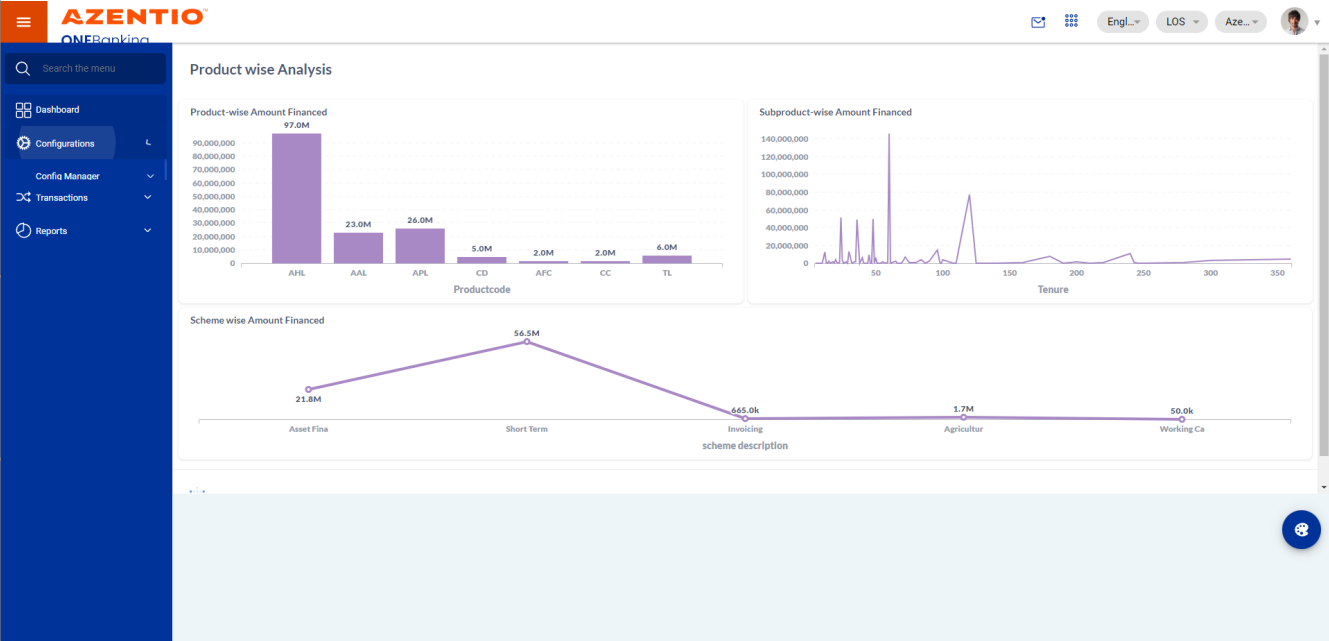 AZENTIO
ONEBanking
Engl...
LOS
Aze...
Search the menu
Dashboard
Configurations
Config Manager
Transactions
Reports
Product wise Analysis
Product-wise Amount Financed
97.0M
90,000,000
80,000,000
70,000,000
60,000,000
50,000,000
40,000,000
30,000,000
20,000,000
10,000,000
0
23.0M
26.0M
5.0M
2.0M
2.0M
6.0M
AHL AAL APL CD AFC CC TL
Productcode
Subproduct-wise Amount Financed
140,000,000
120,000,000
100,000,000
80,000,000
60,000,000
40,000,000
20,000,000
0
50 100 150 200 250 300 350
Tenure
Scheme wise Amount Financed
56.5M
21.8M
665.0k
1.7M
50.0k
Asset Fina Short Term Invoicing Agricultur Working Ca
scheme description